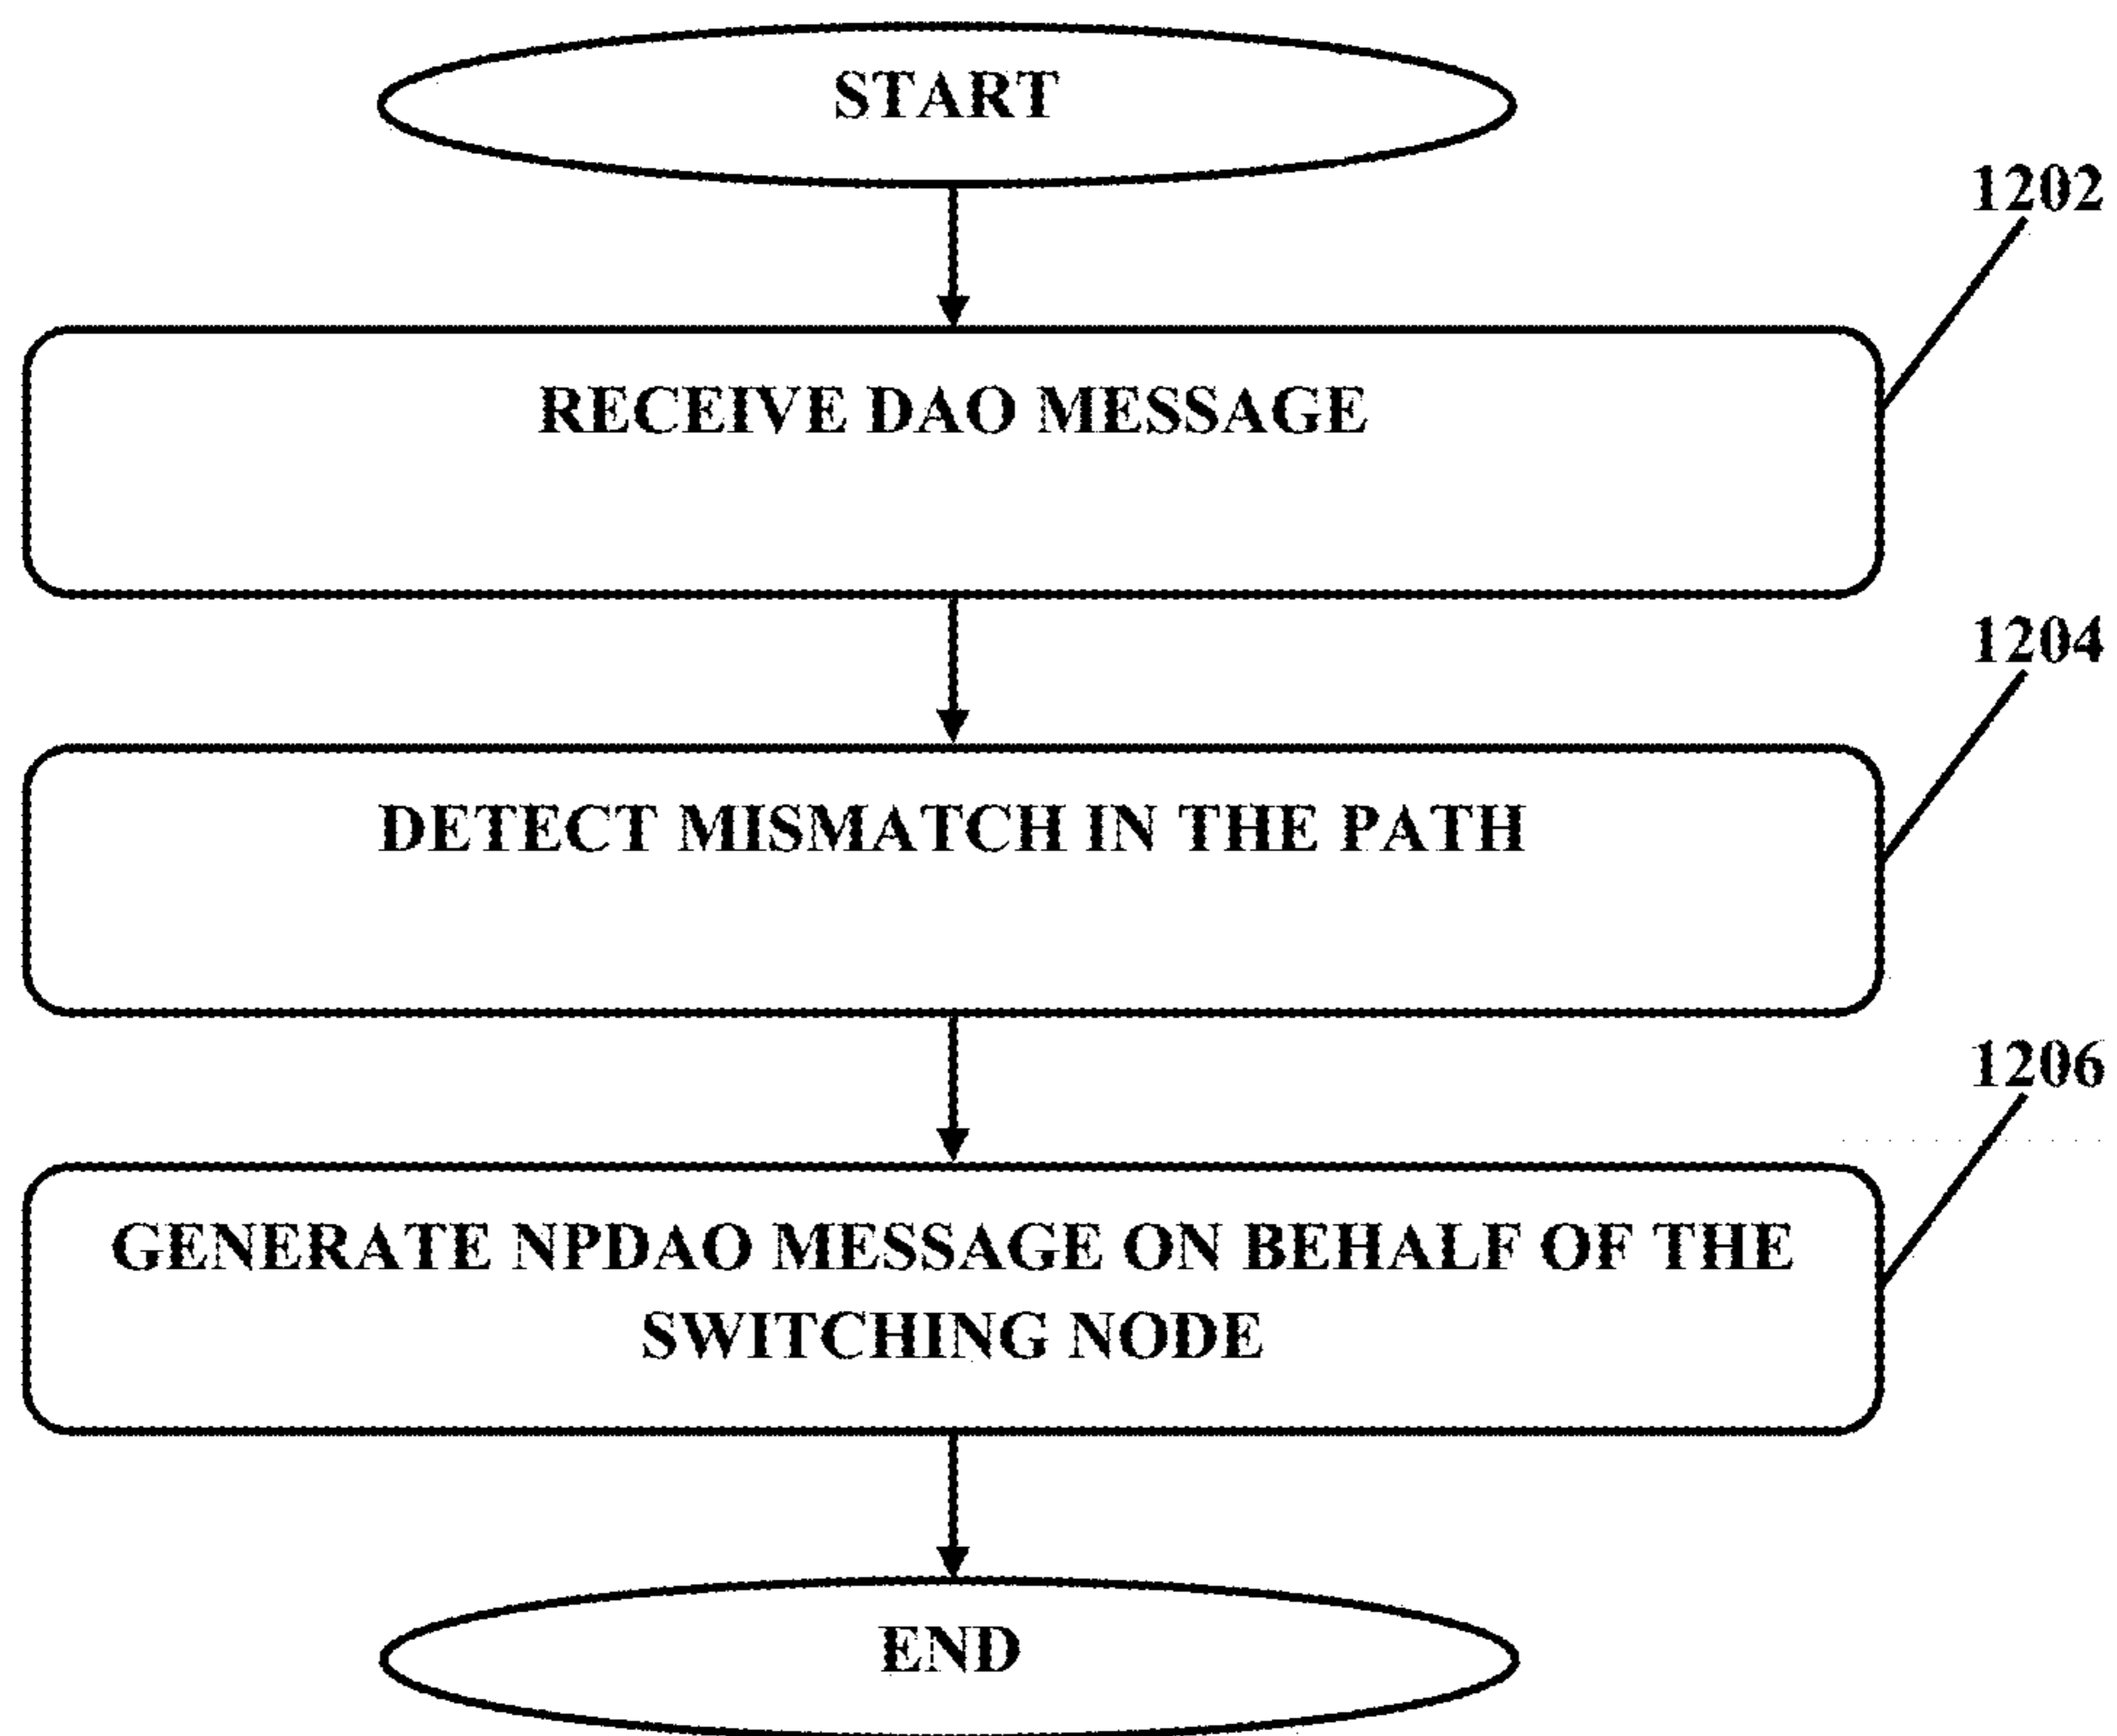 START
1202
RECEIVE DAO MESSAGE
1204
DETECT MISMATCH IN THE PATH
1206
GENERATE NPDAO MESSAGE ON BEHALF OF THE
SWITCHING NODE
END